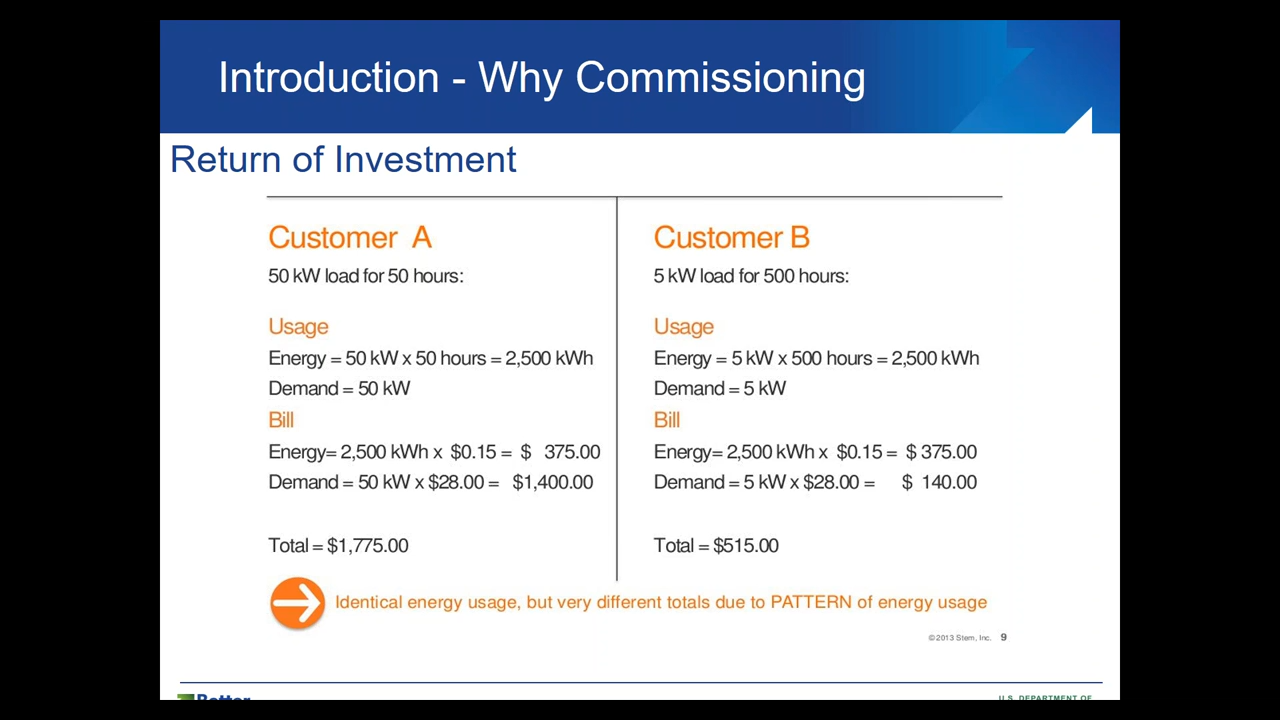 Introduction - Why Commissioning
Return of Investment
Customer A
50 kW load for 50 hours:
Usage
Energy = 50 kW x 50 hours = 2,500 kWh
Demand = 50 kW
Bill
Energy= 2,500 kWh x $0.15 = $ 375.00
Demand = 50 kW x $28.00 = $1,400.00
Total = $1,775.00
Customer B
5 kW load for 500 hours:
Usage
Energy = 5 kW x 500 hours = 2,500 kWh
Demand = 5 kW
Bill
Energy= 2,500 kWh x $0.15 = $ 375.00
Demand = 5 kW x $28.00 = $ 140.00
Total = $515.00
Identical energy usage, but very different totals due to PATTERN of energy usage
© 2013 Stem, Inc. 9
Better
U.S. DEPARTMENT OF